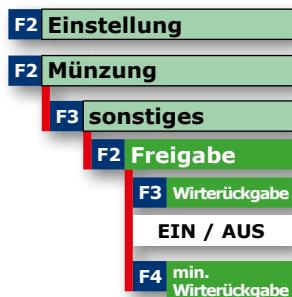 F2 Einstellung
F2 Münzung
F3 sonstiges
F2 Freigabe
F3 Wirterückgabe
EIN / AUS
F4 min.
Wirterückgabe